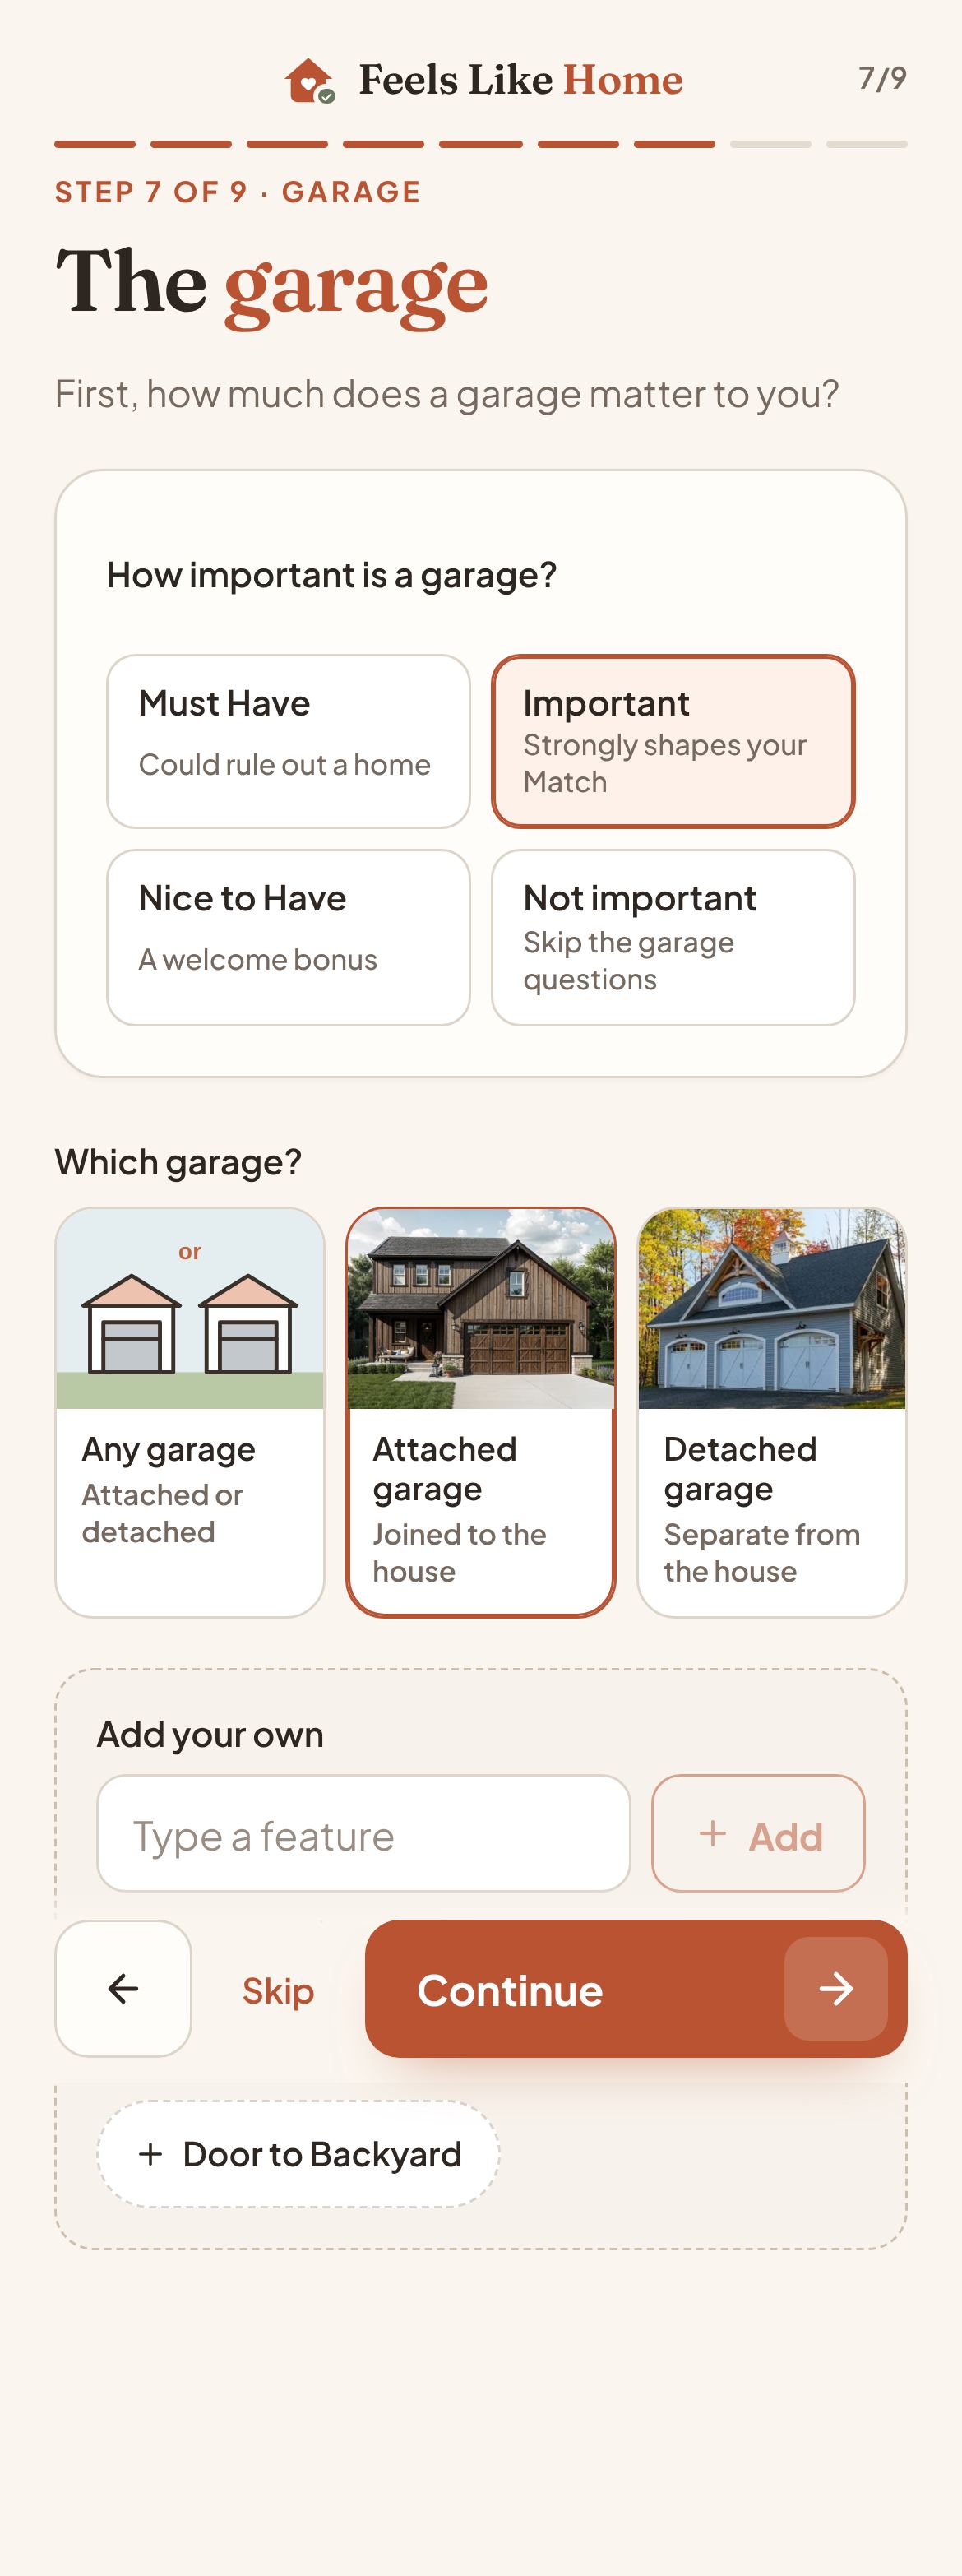 Feels Like Home
7/9
STEP 7 OF 9 · GARAGE
The garage
First, how much does a garage matter to you?
How important is a garage?
Must Have
Could rule out a home
Important
Strongly shapes your
Match
Nice to Have
A welcome bonus
Not important
Skip the garage
questions
Which garage?
or
Any garage
Attached or
detached
Attached
garage
Joined to the
house
Detached
garage
Separate from
the house
Add your own
Type a feature
+ Add
Skip
Continue
+ Door to Backyard